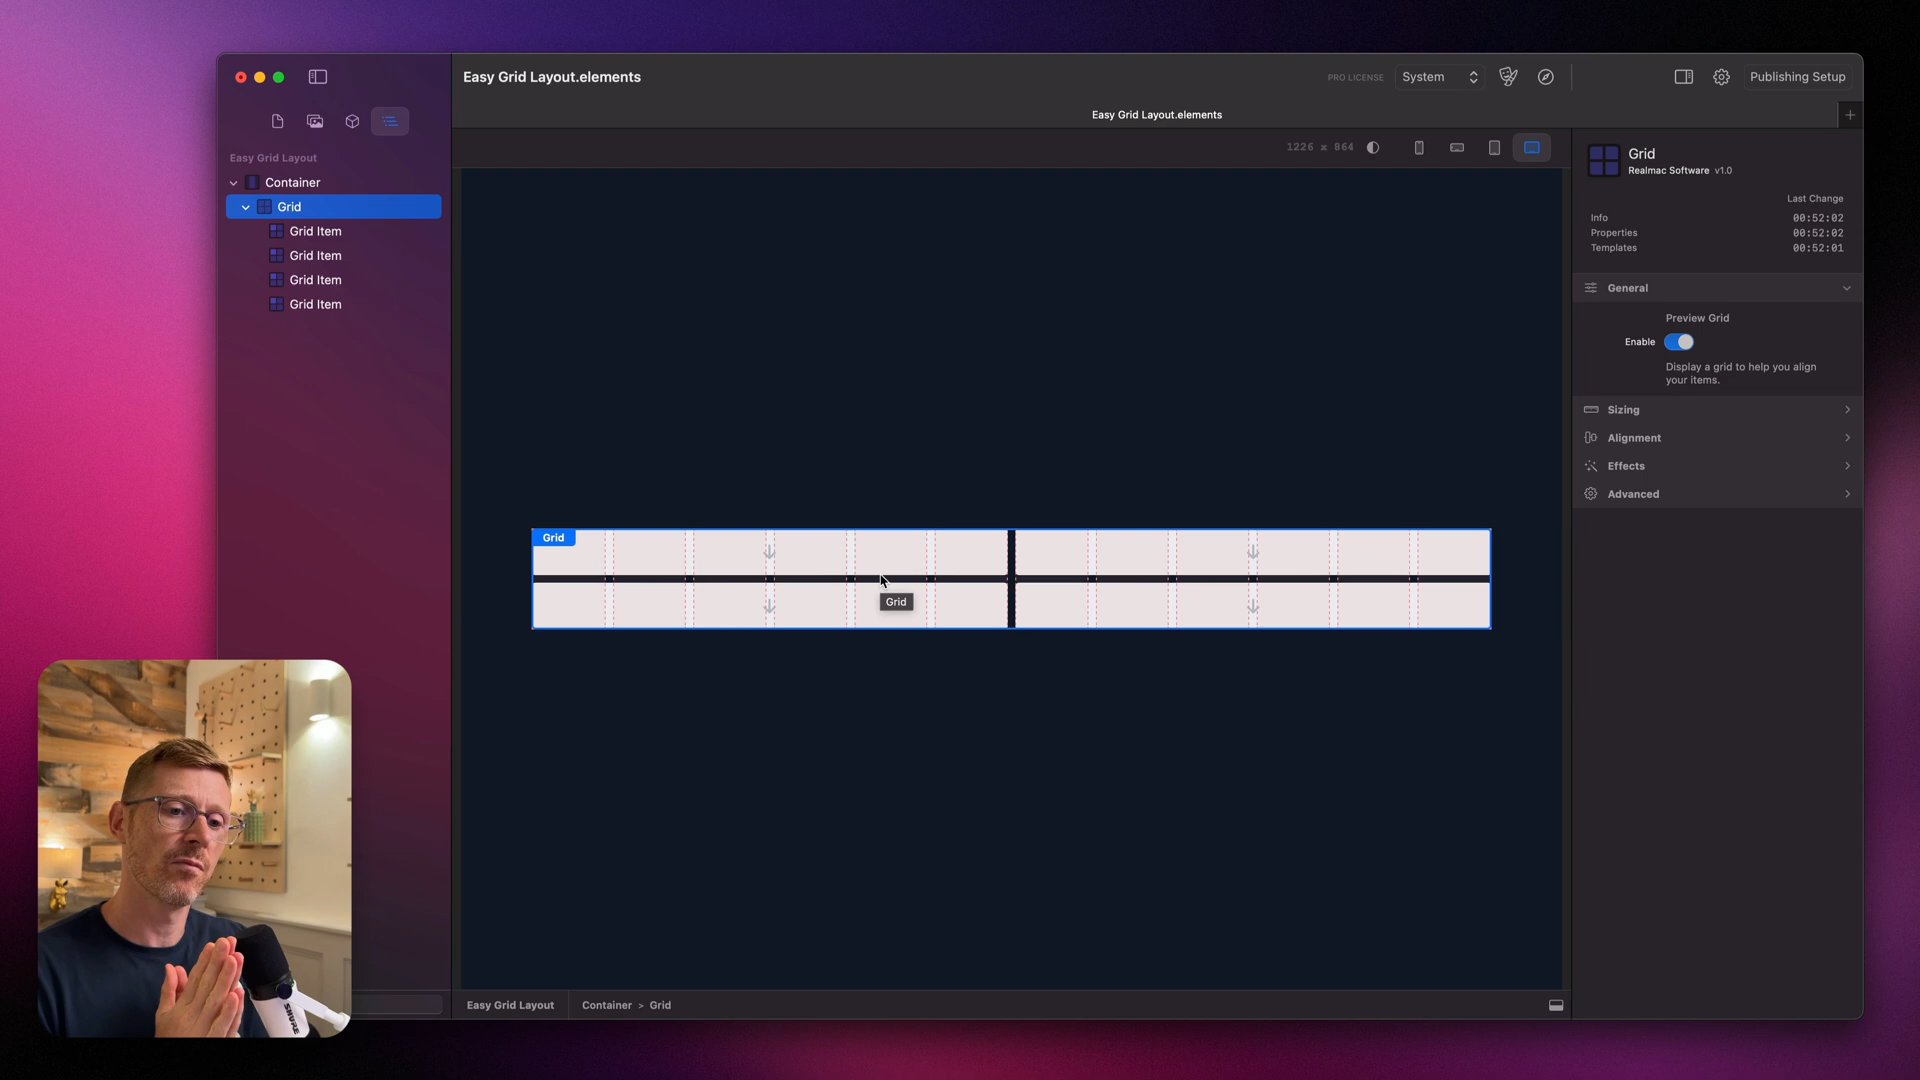 Easy Grid Layout.elements
PRO LICENSE
System
Publishing Setup
Easy Grid Layout.elements
1226 x 864
Easy Grid Layout
Container
Grid
Grid Item
Grid Item
Grid Item
Grid Item
Grid
Realmac Software v1.0
Last Change
Info 00:52:02
Properties 00:52:02
Templates 00:52:01
General
Preview Grid
Enable
Display a grid to help you align
your items.
Sizing
Alignment
Effects
Advanced
Grid
Grid
SHURE
Easy Grid Layout
Container > Grid